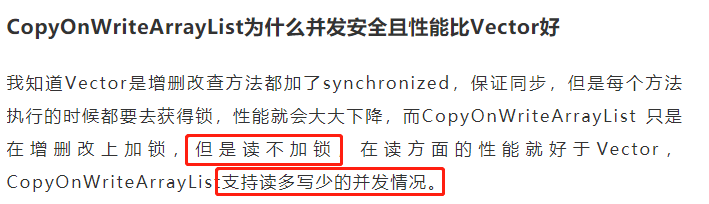 CopyOnWriteArrayList为什么并发安全且性能比Vector好
我知道Vector是增删改查方法都加了synchronized，保证同步，但是每个方法
执行的时候都要去获得锁，性能就会大大下降，而CopyOnWriteArrayList 只是
在增删改上加锁，但是读不加锁，在读方面的性能就好于Vector，
CopyOnWriteArrayList支持读多写少的并发情况。